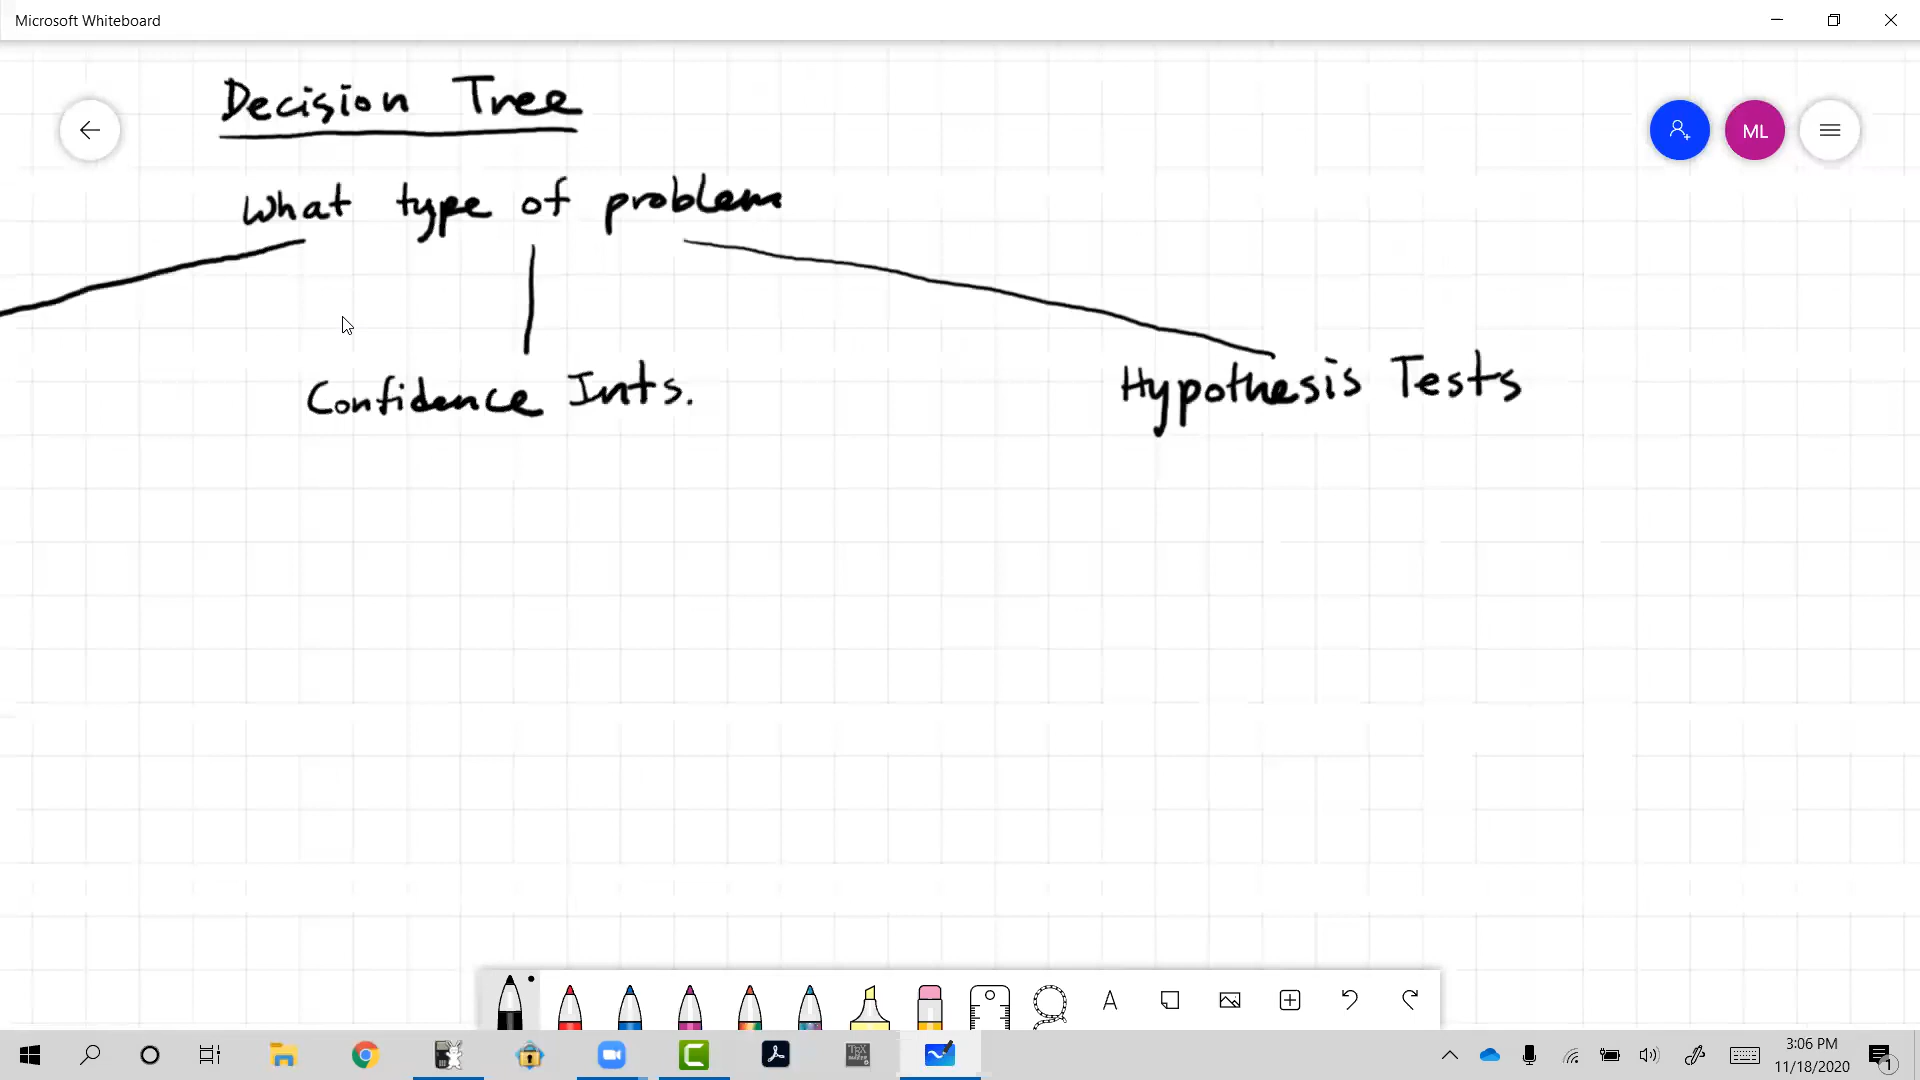 Microsoft Whiteboard
Decision Tree
ML
What type of problem
Confidence Ints.
Hypothesis Tests
A
3:06 PM
11/18/2020
1